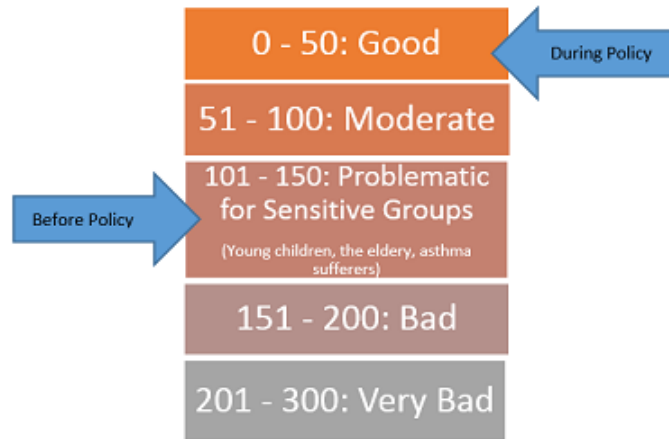 0 - 50: Good
During Policy
51 - 100: Moderate
101 - 150: Problematic
for Sensitive Groups
Before Policy
(Young children, the eldery, asthma
sufferers)
151 - 200: Bad
201 - 300: Very Bad